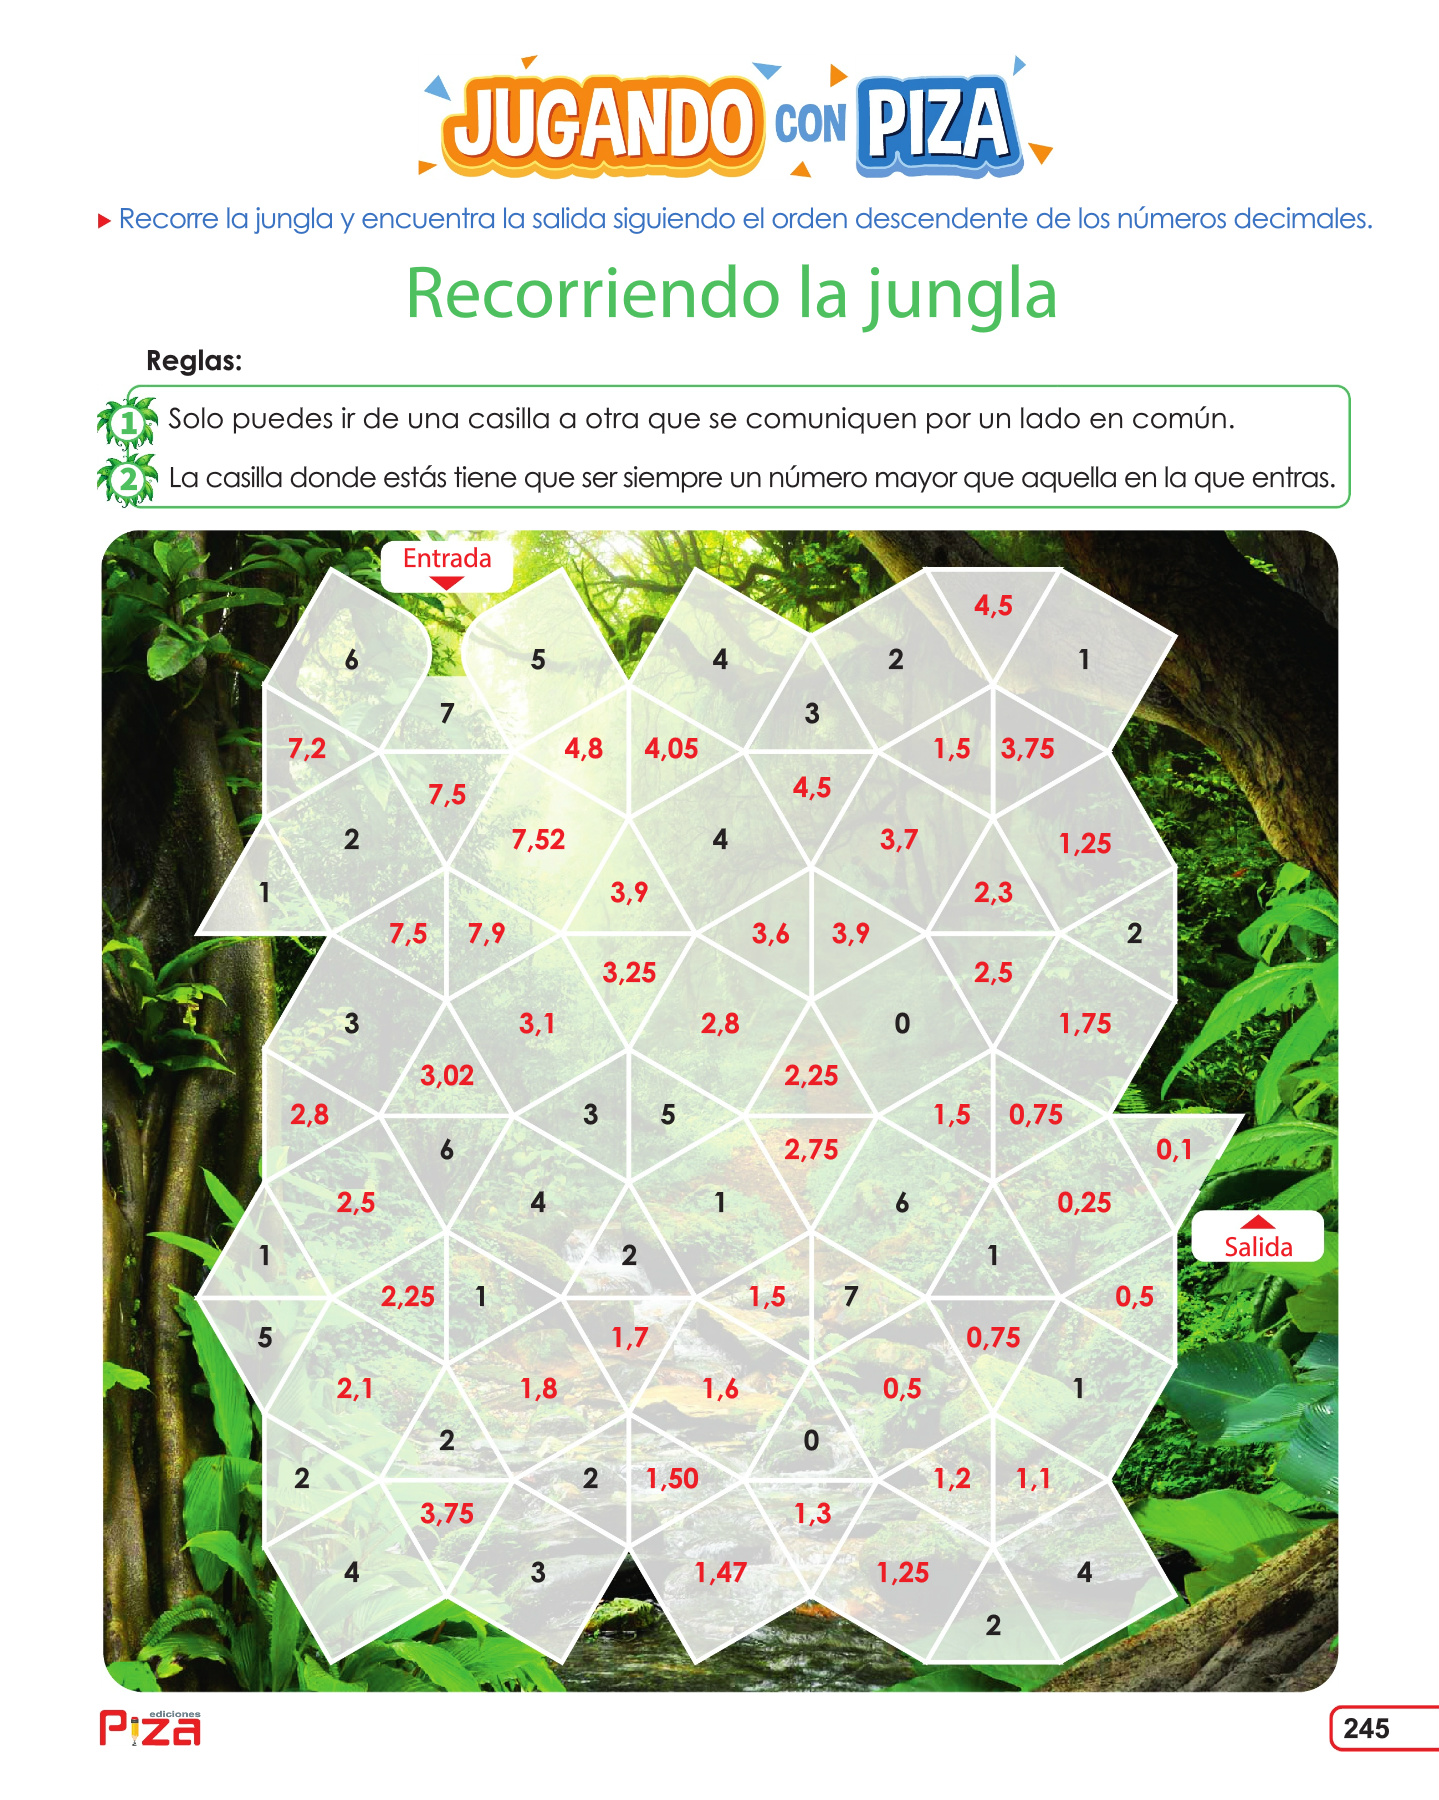 JUGANDO CON PIZA
Recorre la jungla y encuentra la salida siguiendo el orden descendente de los números decimales.
Recorriendo la jungla
Reglas:
1 Solo puedes ir de una casilla a otra que se comuniquen por un lado en común.
2 La casilla donde estás tiene que ser siempre un número mayor que aquella en la que entras.
Entrada
4,5
6 5 4 2 1
7 3
7,2 4,8 4,05 1,5 3,75
7,5 4,5
2 7,52 4 3,7 1,25
1 3,9 2,3
7,5 7,9 3,6 3,9 2
3,25 2,5
3 3,1 2,8 0 1,75
3,02 2,25
2,8 3 5 1,5 0,75
6 2,75 0,1
2,5 4 1 6 0,25
1 2 1
Salida
2,25 1 1,5 7 0,5
5 1,7 0,75
2,1 1,8 1,6 0,5 1
2 0
2 2 1,50 1,2 1,1
3,75 1,3
4 3 1,47 1,25 4
2
ediciones
Piza
245